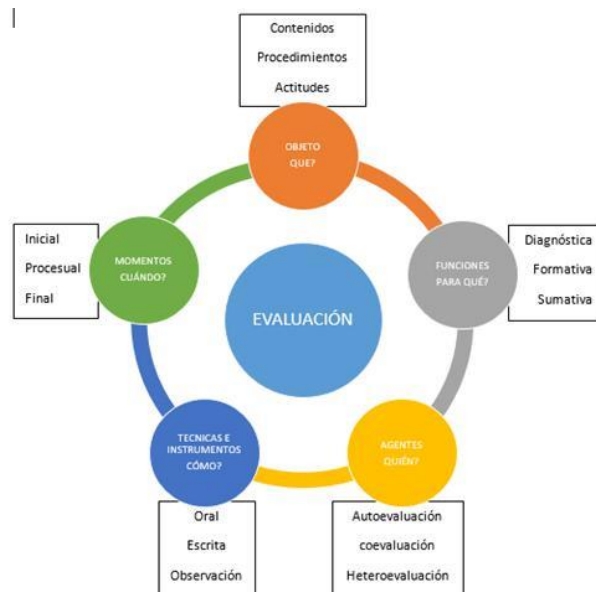 Contenidos
Procedimientos
Actitudes
OBJETO
QUE?
Inicial
Procesual
Final
MOMENTOS
CUÁNDO?
FUNCIONES
PARA QUÉ?
Diagnóstica
Formativa
Sumativa
EVALUACIÓN
TECNICAS E
INSTRUMENTOS
CÓMO?
AGENTES
QUIÉN?
Oral
Escrita
Observación
Autoevaluación
coevaluación
Heteroevaluación